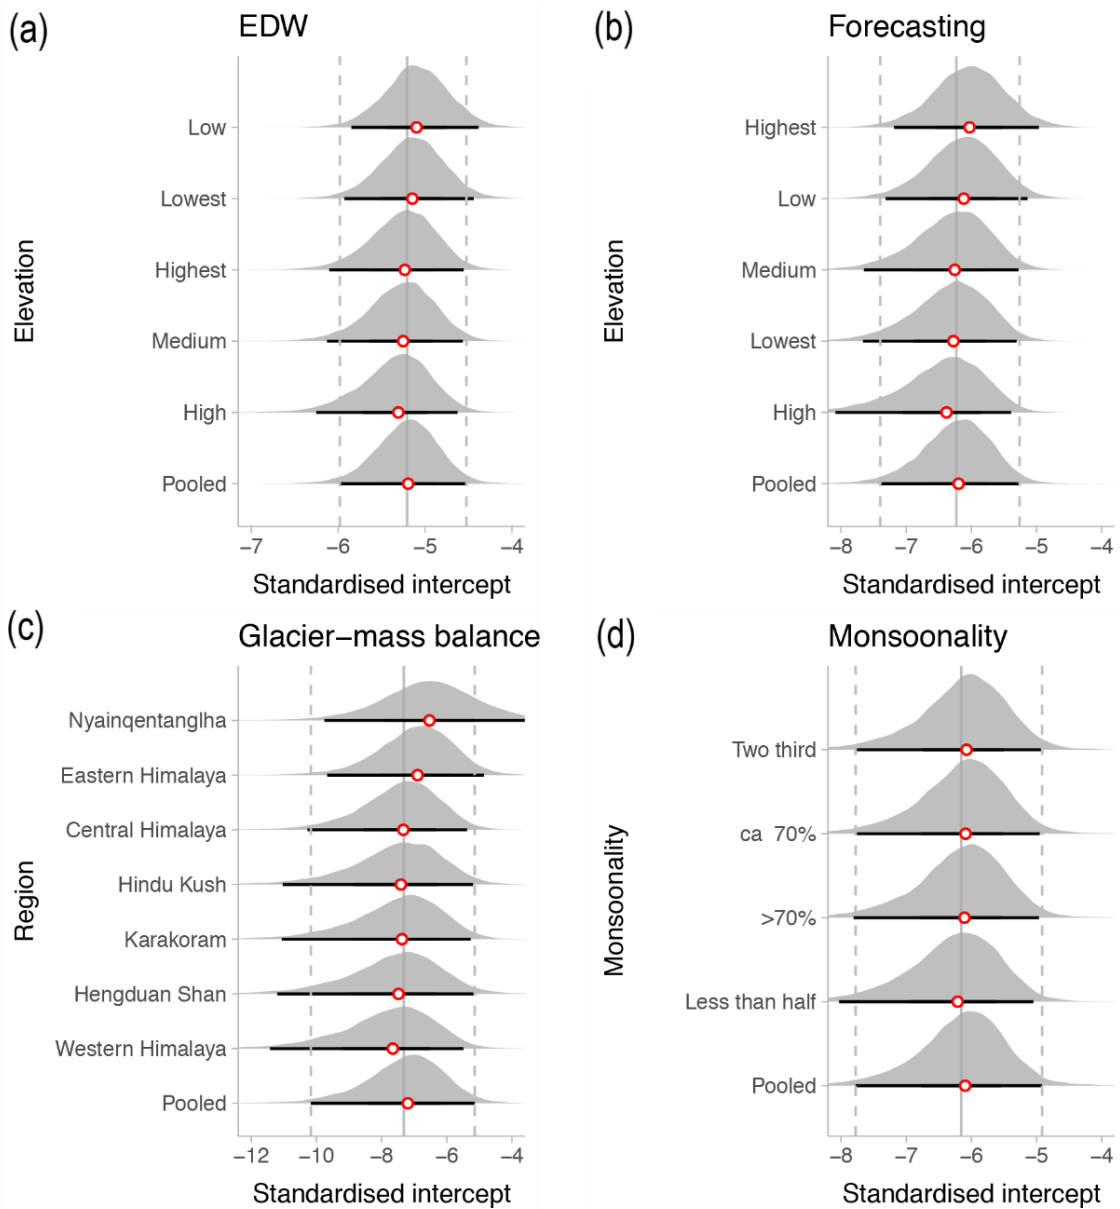 (a)
EDW
Elevation
Low
Lowest
Highest
Medium
High
Pooled
−7 −6 −5 −4
Standardised intercept
(b)
Forecasting
Elevation
Highest
Low
Medium
Lowest
High
Pooled
−8 −7 −6 −5 −4
Standardised intercept
(c)
Glacier−mass balance
Region
Nyainqentanglha
Eastern Himalaya
Central Himalaya
Hindu Kush
Karakoram
Hengduan Shan
Western Himalaya
Pooled
−12 −10 −8 −6 −4
Standardised intercept
(d)
Monsoonality
Monsoonality
Two third
ca 70%
>70%
Less than half
Pooled
−8 −7 −6 −5 −4
Standardised intercept